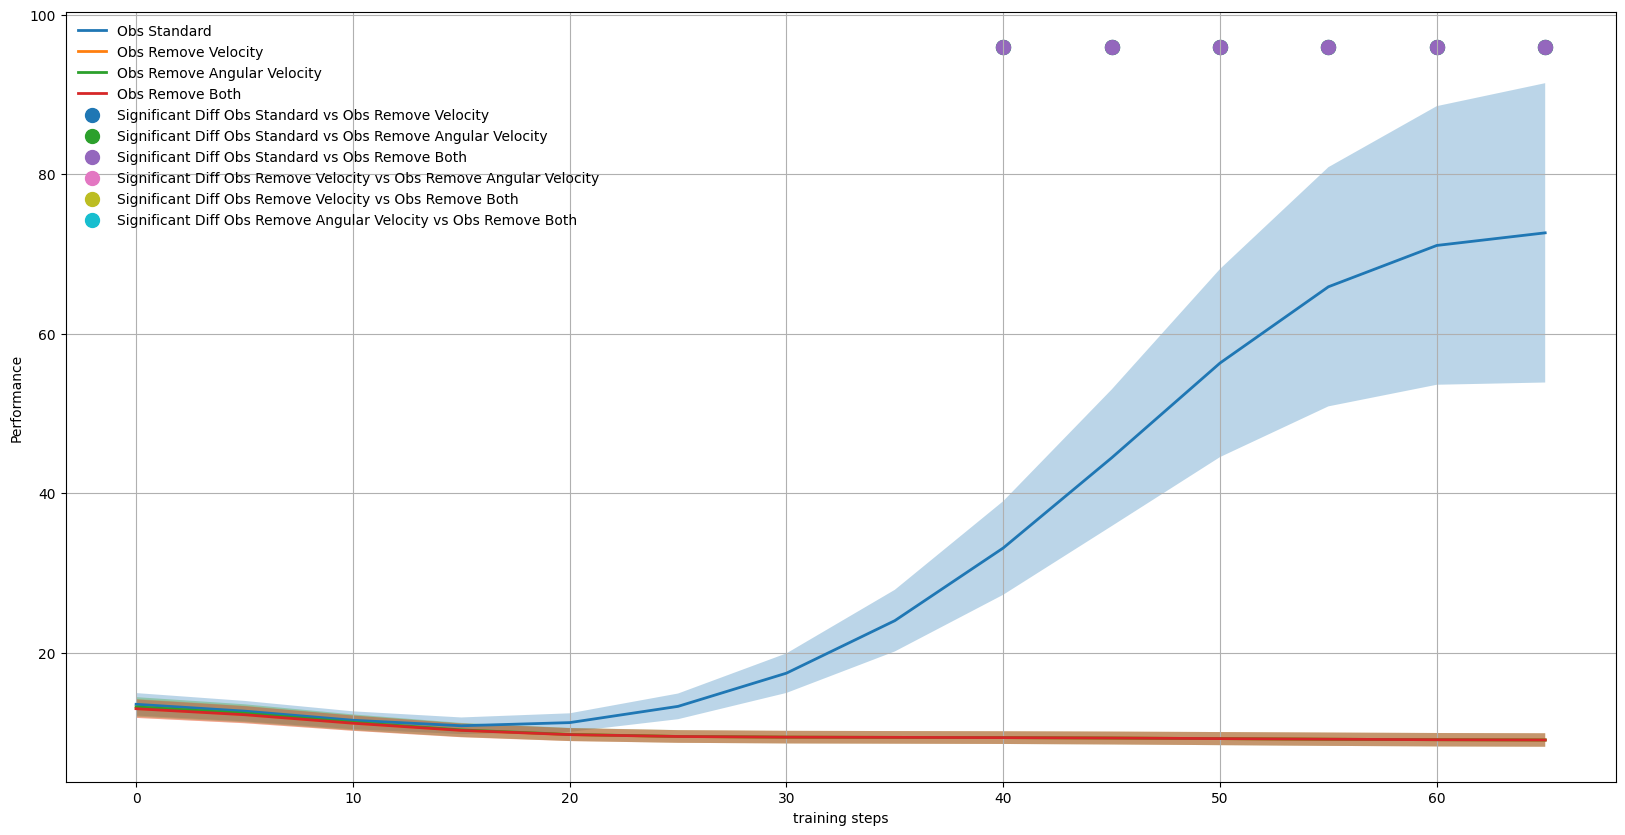 Obs Standard
Obs Remove Velocity
Obs Remove Angular Velocity
Obs Remove Both
Significant Diff Obs Standard vs Obs Remove Velocity
Significant Diff Obs Standard vs Obs Remove Angular Velocity
Significant Diff Obs Standard vs Obs Remove Both
Significant Diff Obs Remove Velocity vs Obs Remove Angular Velocity
Significant Diff Obs Remove Velocity vs Obs Remove Both
Significant Diff Obs Remove Angular Velocity vs Obs Remove Both
100
80
60
40
20
Performance
0 10 20 30 40 50 60
training steps